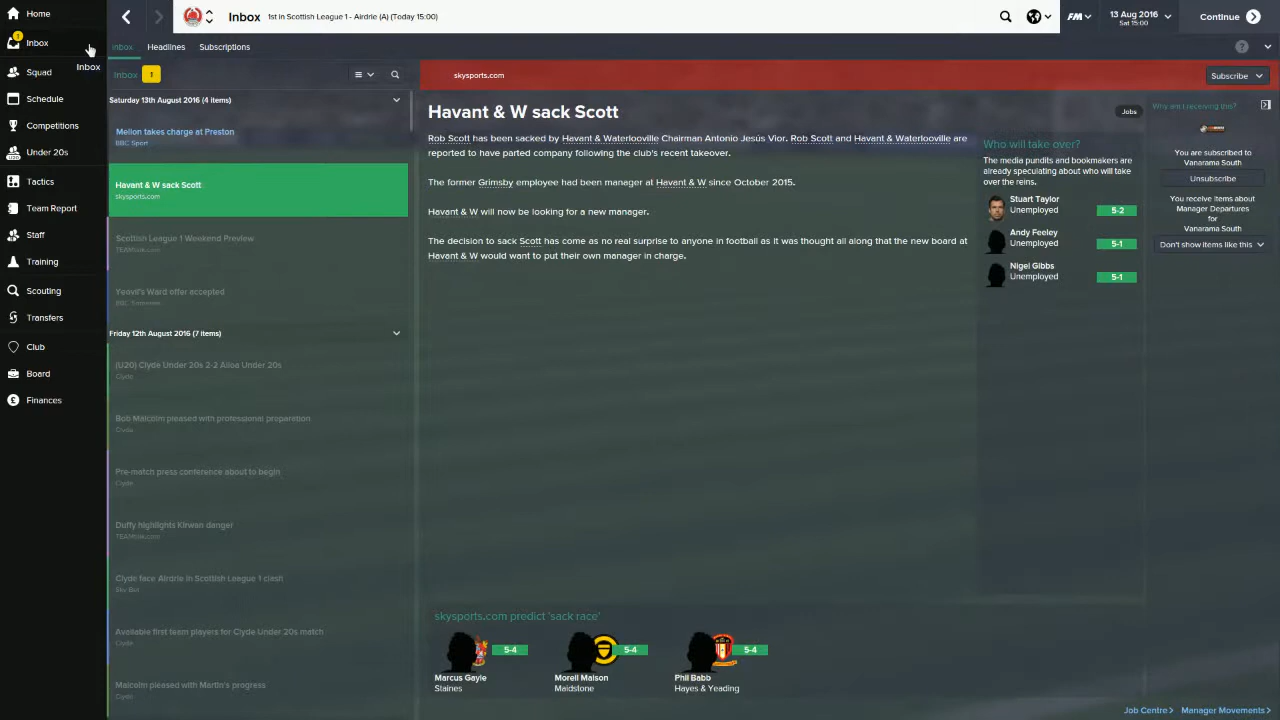 Home
Inbox
1st in Scottish League 1 - Airdrie (A) (Today 15:00)
FM
13 Aug 2016
Sat 15:00
Continue
1
Inbox
Inbox
Squad
Schedule
Competitions
U20
Under 20s
Tactics
Team Report
Staff
Training
Scouting
Transfers
Club
Board
Finances
Inbox
Headlines
Subscriptions
Inbox
1
Saturday 13th August 2016 (4 items)
Mellon takes charge at Preston
BBC Sport
Havant & W sack Scott
skysports.com
Scottish League 1 Weekend Preview
TEAMtalk.com
Yeovil's Ward offer accepted
BBC Somerset
Friday 12th August 2016 (7 items)
(U20) Clyde Under 20s 2-2 Alloa Under 20s
Clyde
Bob Malcolm pleased with professional preparation
Clyde
Pre-match press conference about to begin
Clyde
Duffy highlights Kirwan danger
TEAMtalk.com
Clyde face Airdrie in Scottish League 1 clash
Sky Bet
Available first team players for Clyde Under 20s match
Clyde
Malcolm pleased with Martin's progress
Clyde
skysports.com
Subscribe
Havant & W sack Scott
Jobs
Rob Scott has been sacked by Havant & Waterlooville Chairman Antonio Jesús Vior. Rob Scott and Havant & Waterlooville are
reported to have parted company following the club's recent takeover.
The former Grimsby employee had been manager at Havant & W since October 2015.
Havant & W will now be looking for a new manager.
The decision to sack Scott has come as no real surprise to anyone in football as it was thought all along that the new board at
Havant & W would want to put their own manager in charge.
Who will take over?
The media pundits and bookmakers are
already speculating about who will take
over the reins.
Stuart Taylor
Unemployed
5-2
Andy Feeley
Unemployed
5-1
Nigel Gibbs
Unemployed
5-1
Why am I receiving this?
You are subscribed to
Vanarama South
Unsubscribe
You receive items about
Manager Departures
for
Vanarama South
Don't show items like this
skysports.com predict 'sack race'
5-4
Marcus Gayle
Staines
5-4
Morell Maison
Maidstone
5-4
Phil Babb
Hayes & Yeading
Job Centre>
Manager Movements>